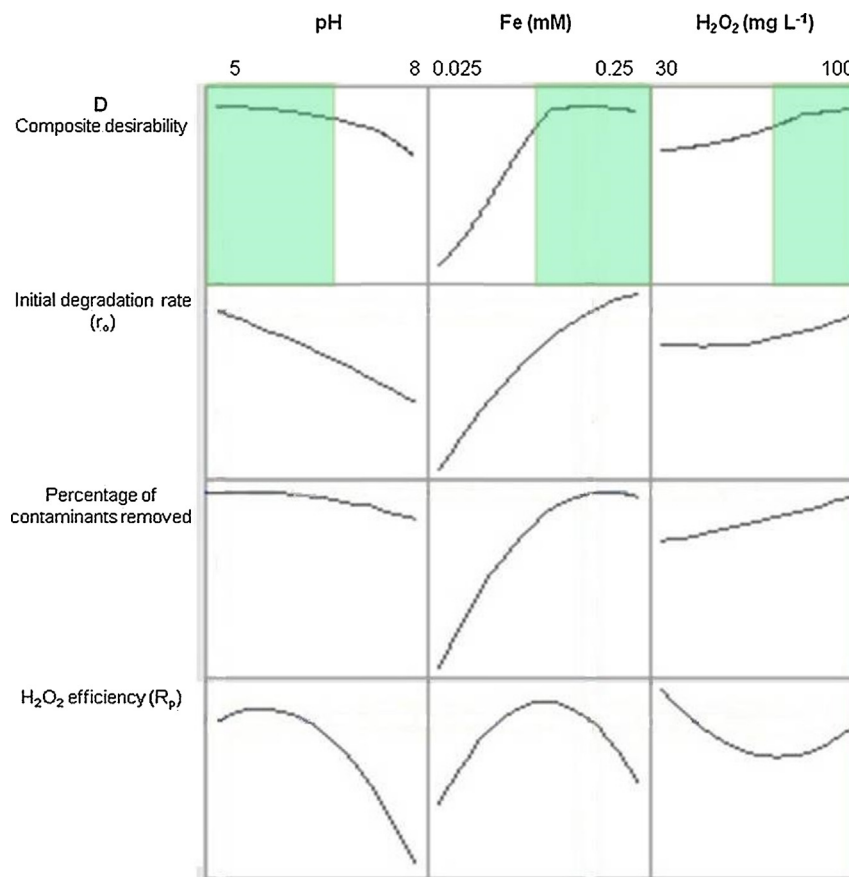 pH Fe (mM) H₂O₂ (mg L⁻¹)
5 8 0.025 0.25 30 100
D
Composite desirability
Initial degradation rate
(rₒ)
Percentage of
contaminants removed
H₂O₂ efficiency (Rₚ)